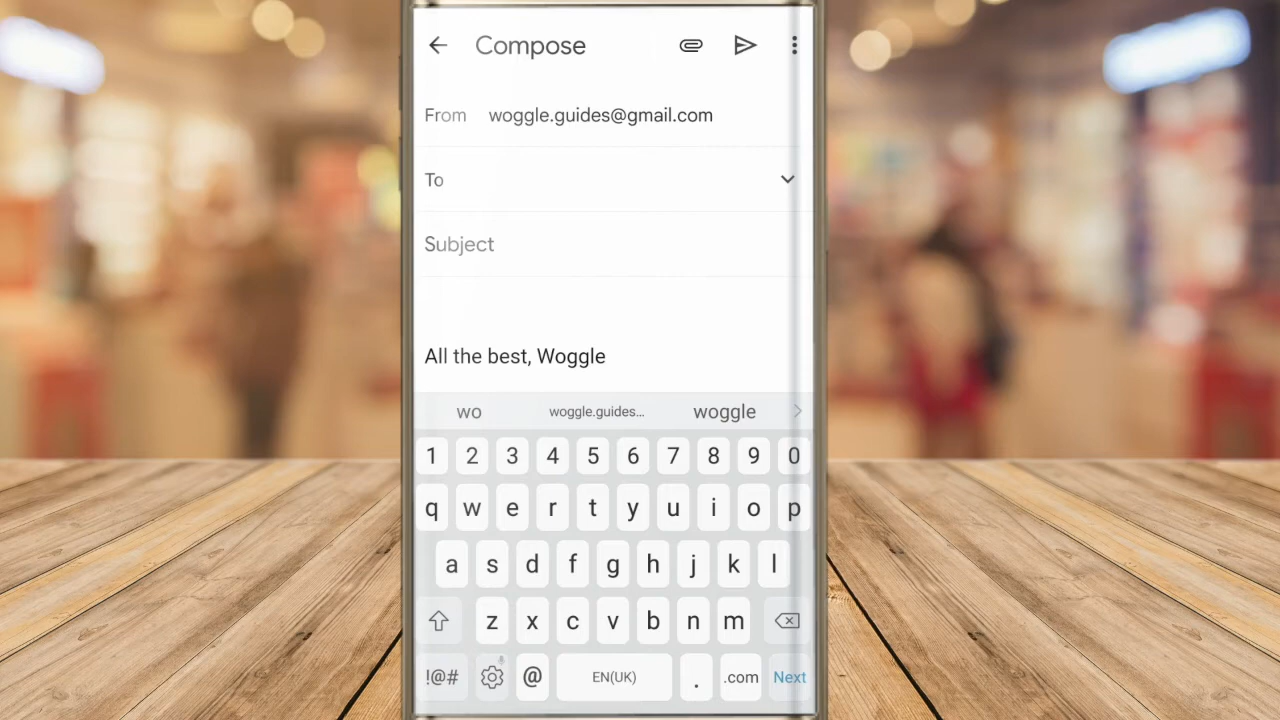 Compose
From woggle.guides@gmail.com
To
Subject
All the best, Woggle
wo woggle.guides... woggle
1 2 3 4 5 6 7 8 9 0
q w e r t y u i o p
a s d f g h j k l
z x c v b n m
!@# @ EN(UK) . .com Next